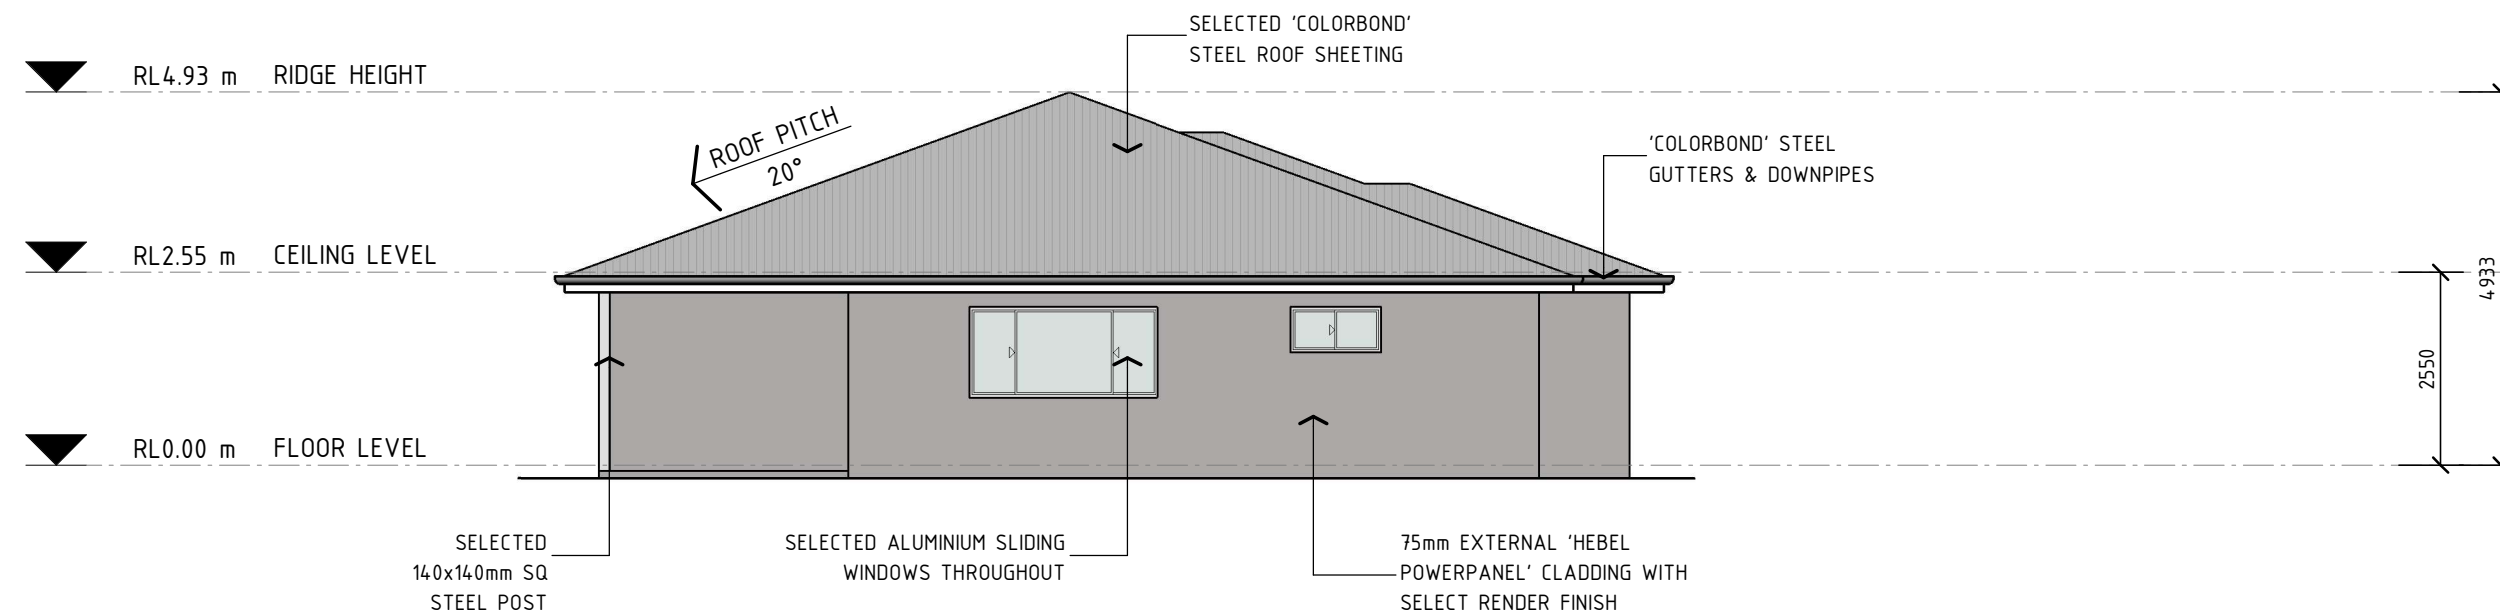 SELECTED 'COLORBOND'
STEEL ROOF SHEETING
RL4.93 m RIDGE HEIGHT
ROOF PITCH
20°
'COLORBOND' STEEL
GUTTERS & DOWNPIPES
RL2.55 m CEILING LEVEL
4933
2550
RL0.00 m FLOOR LEVEL
SELECTED
140x140mm SQ
STEEL POST
SELECTED ALUMINIUM SLIDING
WINDOWS THROUGHOUT
75mm EXTERNAL 'HEBEL
POWERPANEL' CLADDING WITH
SELECT RENDER FINISH